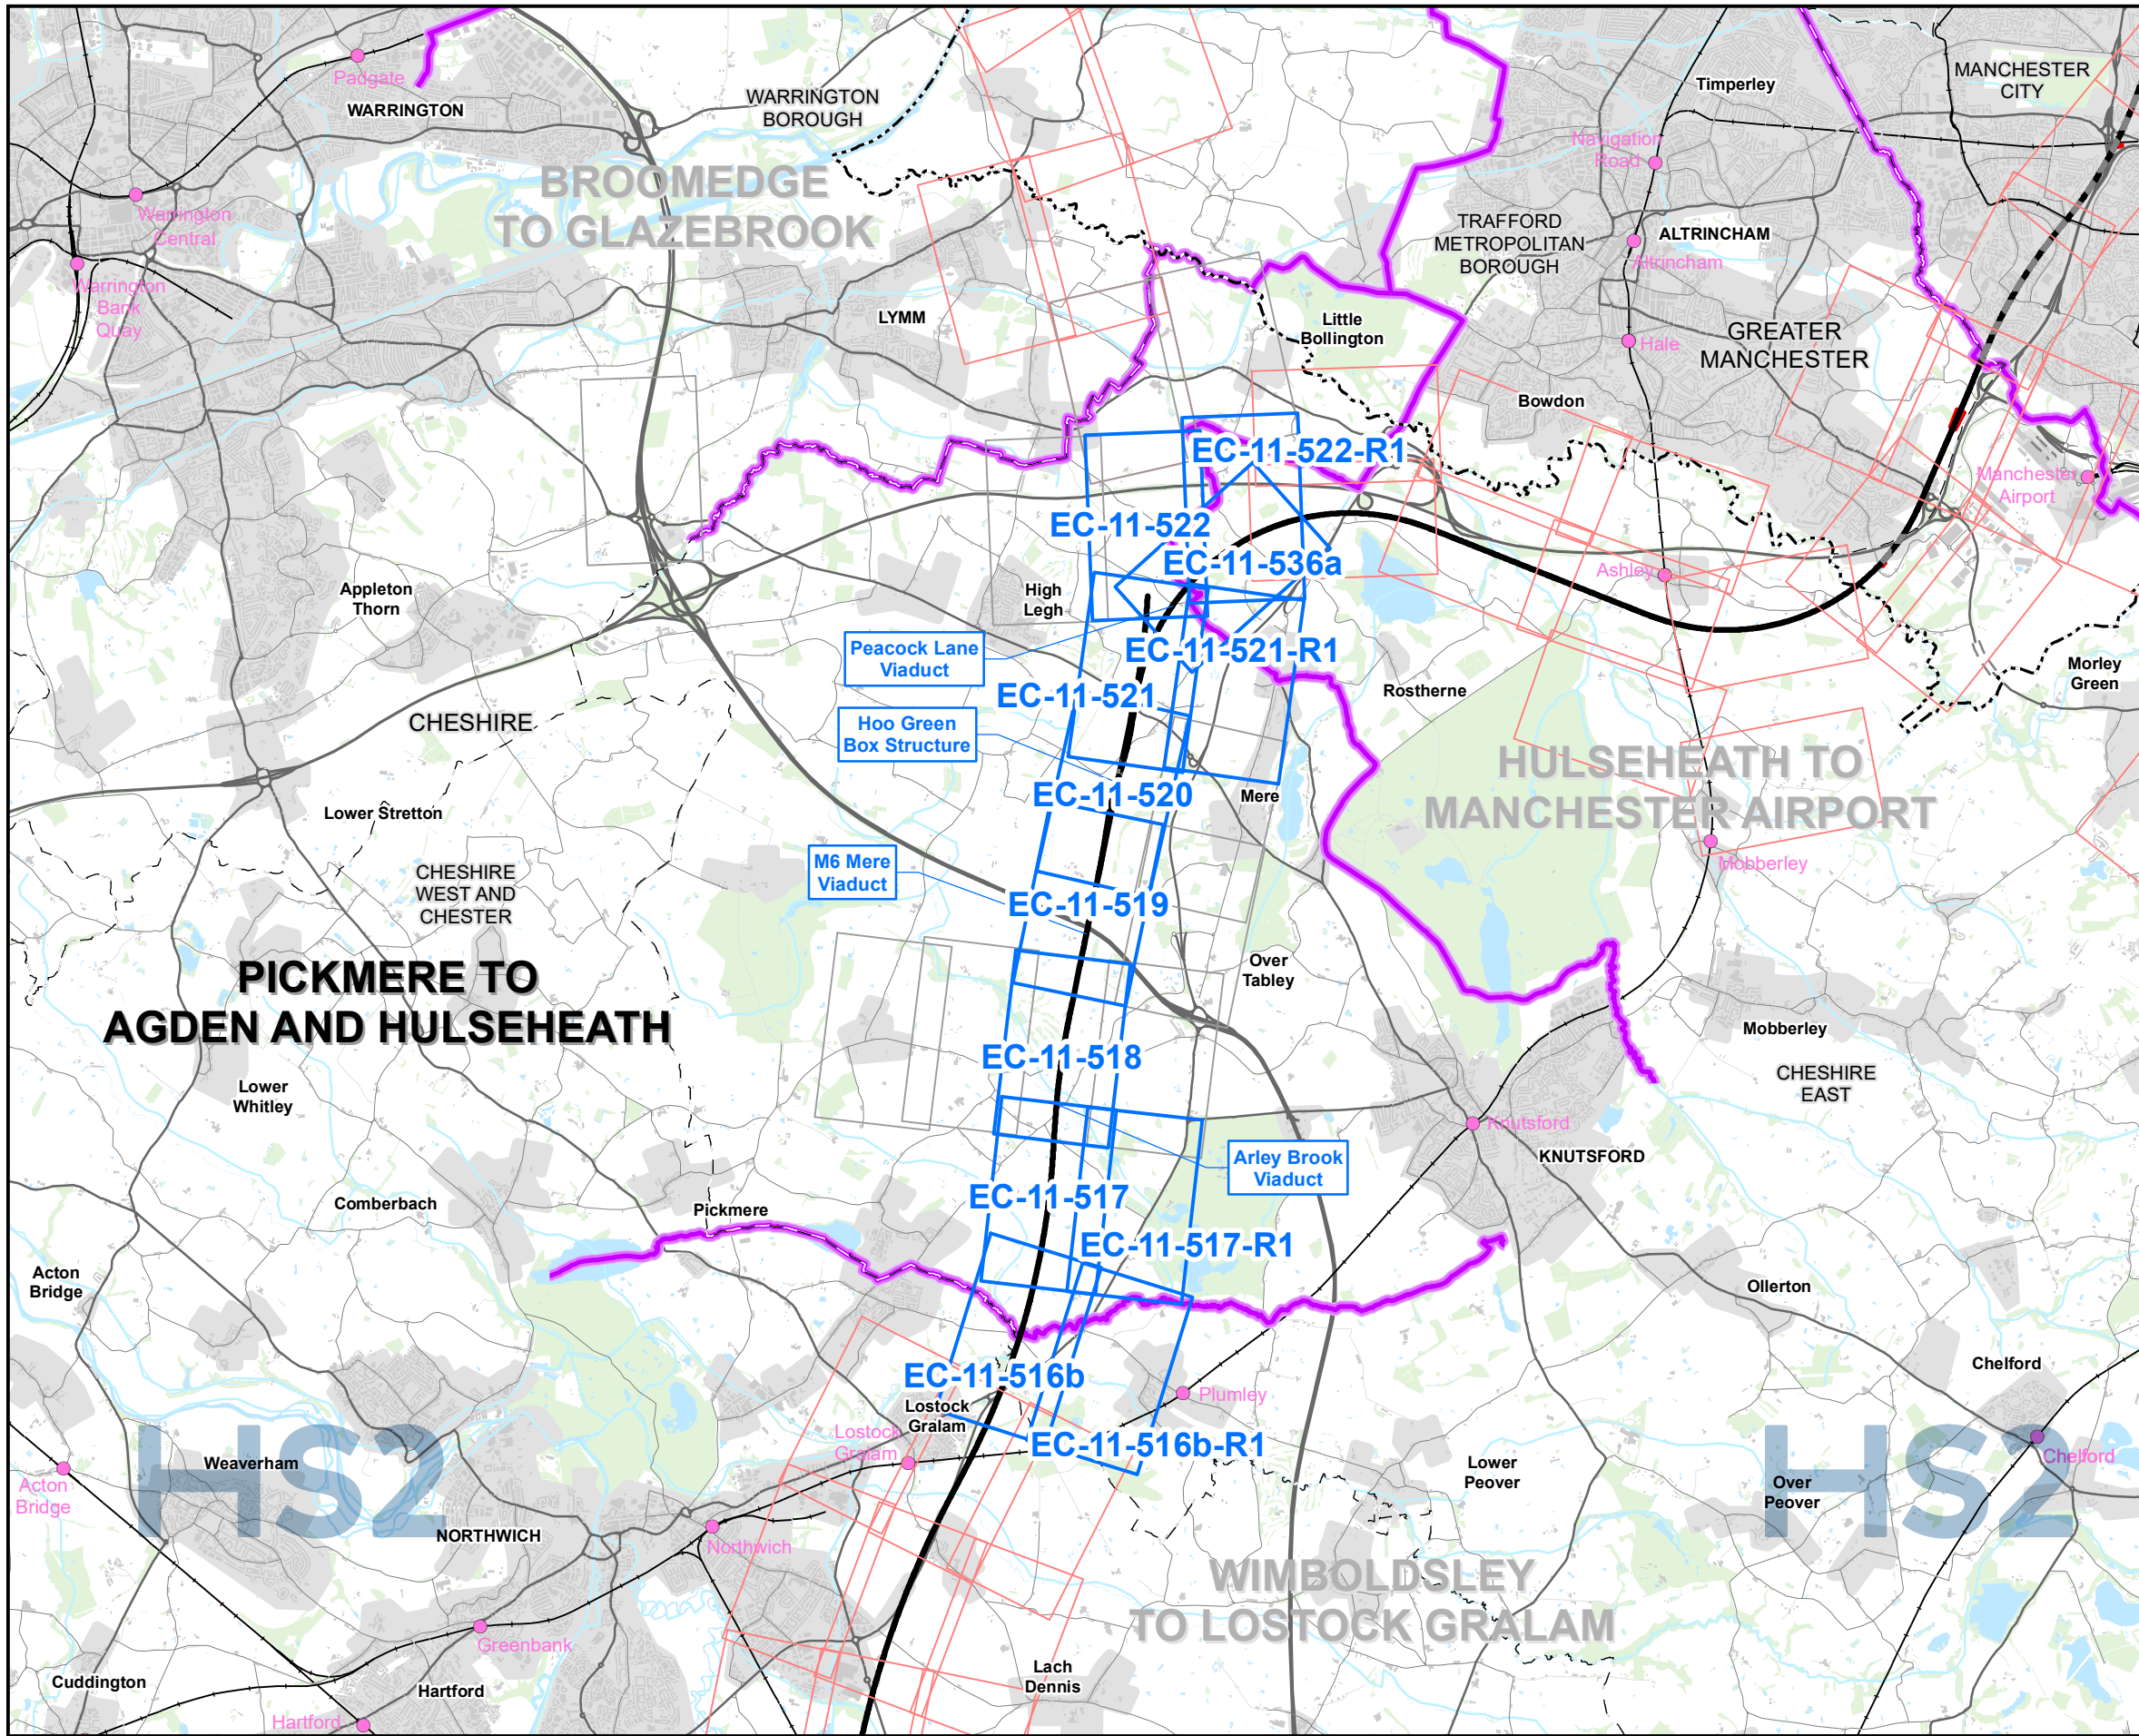 Padgate
WARRINGTON
WARRINGTON
BOROUGH
Timperley
MANCHESTER
CITY
Navigation
Road
BROOMEDGE
TO GLAZEBROOK
Warrington
Central
TRAFFORD
METROPOLITAN
BOROUGH
ALTRINCHAM
Altrincham
Warrington
Bank
Quay
LYMM
Little
Bollington
Hale
GREATER
MANCHESTER
Bowdon
EC-11-522-R1
Manchester
Airport
EC-11-522
EC-11-536a
Ashley
Appleton
Thorn
High
Legh
Peacock Lane
Viaduct
EC-11-521-R1
Morley
Green
EC-11-521
Rostherne
CHESHIRE
Hoo Green
Box Structure
HULSEHEATH TO
MANCHESTER AIRPORT
EC-11-520
Mere
Lower Stretton
M6 Mere
Viaduct
Mobberley
CHESHIRE
WEST AND
CHESTER
EC-11-519
Over
Tabley
PICKMERE TO
AGDEN AND HULSEHEATH
Mobberley
EC-11-518
CHESHIRE
EAST
Lower
Whitley
Knutsford
KNUTSFORD
Arley Brook
Viaduct
Comberbach
Pickmere
EC-11-517
EC-11-517-R1
Acton
Bridge
Ollerton
Chelford
EC-11-516b
Plumley
Lostock
Gralam
Lostock
Gralam
EC-11-516b-R1
HS2
Weaverham
Acton
Bridge
Lower
Peover
Over
Peover
HS2
Chelford
NORTHWICH
Northwich
WIMBOLDSLEY
TO LOSTOCK GRALAM
Greenbank
Cuddington
Hartford
Hartford
Lach
Dennis